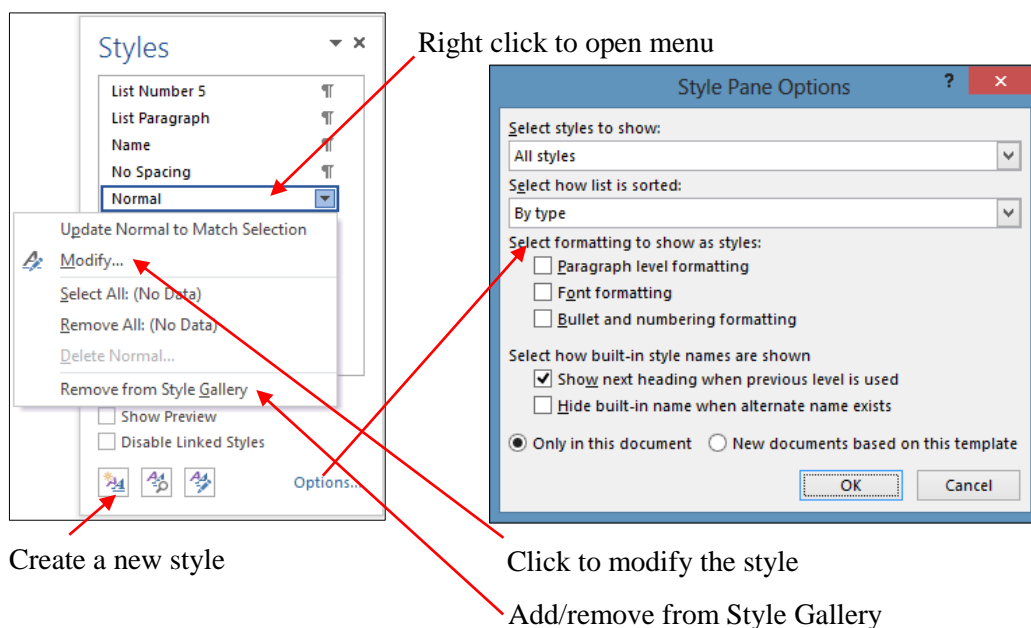 Styles
List Number 5
List Paragraph
Name
No Spacing
Normal
Update Normal to Match Selection
Modify...
Select All: (No Data)
Remove All: (No Data)
Delete Normal...
Remove from Style Gallery
Show Preview
Disable Linked Styles
Options...
Create a new style
Right click to open menu
Style Pane Options
Select styles to show:
All styles
Select how list is sorted:
By type
Select formatting to show as styles:
Paragraph level formatting
Font formatting
Bullet and numbering formatting
Select how built-in style names are shown
Show next heading when previous level is used
Hide built-in name when alternate name exists
Only in this document New documents based on this template
OK Cancel
Click to modify the style
Add/remove from Style Gallery